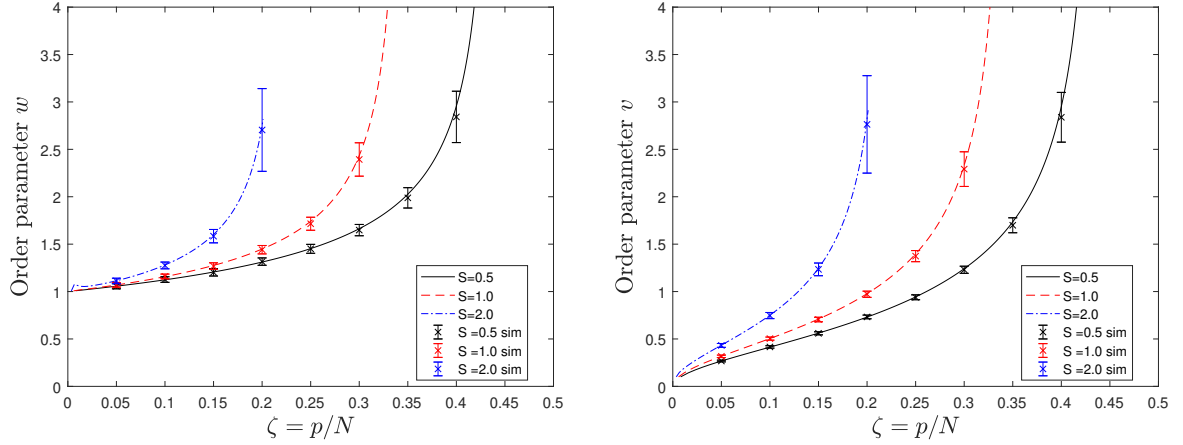 4
3.5
3
2.5
2
1.5
1
0.5
0
Order parameter w
0 0.05 0.1 0.15 0.2 0.25 0.3 0.35 0.4 0.45 0.5
ζ = p/N
S=0.5
S=1.0
S=2.0
S =0.5 sim
S =1.0 sim
S =2.0 sim
4
3.5
3
2.5
2
1.5
1
0.5
0
Order parameter v
0 0.05 0.1 0.15 0.2 0.25 0.3 0.35 0.4 0.45 0.5
ζ = p/N
S=0.5
S=1.0
S=2.0
S =0.5 sim
S =1.0 sim
S =2.0 sim